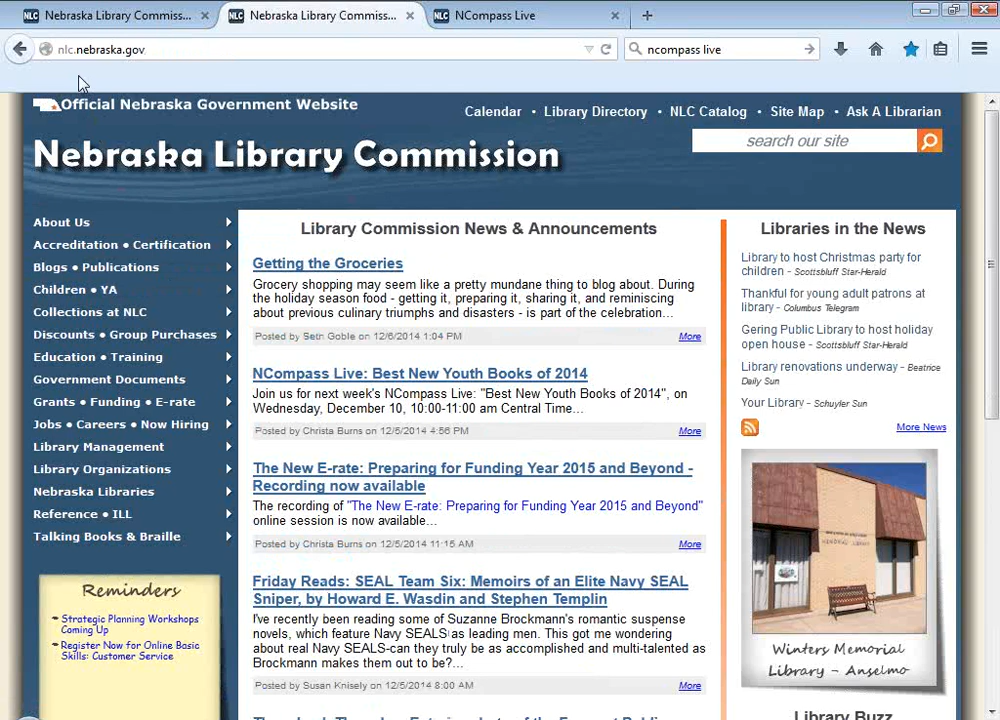 NLC Nebraska Library Commiss... ×
NLC Nebraska Library Commiss... ×
NLC NCompass Live ×
nlc.nebraska.gov
ncompass live
Official Nebraska Government Website
Calendar • Library Directory • NLC Catalog • Site Map • Ask A Librarian
Nebraska Library Commission
search our site
About Us
Accreditation ● Certification
Blogs ● Publications
Children ● YA
Collections at NLC
Discounts ● Group Purchases
Education ● Training
Government Documents
Grants ● Funding ● E-rate
Jobs ● Careers ● Now Hiring
Library Management
Library Organizations
Nebraska Libraries
Reference ● ILL
Talking Books & Braille
Reminders
Strategic Planning Workshops
Coming Up
Register Now for Online Basic
Skills: Customer Service
Library Commission News & Announcements
Getting the Groceries
Grocery shopping may seem like a pretty mundane thing to blog about. During
the holiday season food - getting it, preparing it, sharing it, and reminiscing
about previous culinary triumphs and disasters - is part of the celebration...
Posted by Seth Goble on 12/6/2014 1:04 PM More
NCompass Live: Best New Youth Books of 2014
Join us for next week's NCompass Live: "Best New Youth Books of 2014", on
Wednesday, December 10, 10:00-11:00 am Central Time...
Posted by Christa Burns on 12/5/2014 4:56 PM More
The New E-rate: Preparing for Funding Year 2015 and Beyond -
Recording now available
The recording of "The New E-rate: Preparing for Funding Year 2015 and Beyond"
online session is now available...
Posted by Christa Burns on 12/5/2014 11:15 AM More
Friday Reads: SEAL Team Six: Memoirs of an Elite Navy SEAL
Sniper, by Howard E. Wasdin and Stephen Templin
I've recently been reading some of Suzanne Brockmann's romantic suspense
novels, which feature Navy SEALS as leading men. This got me wondering
about real Navy SEALS-can they truly be as accomplished and multi-talented as
Brockmann makes them out to be?...
Posted by Susan Knisely on 12/5/2014 8:00 AM More
Libraries in the News
Library to host Christmas party for
children - Scottsbluff Star-Herald
Thankful for young adult patrons at
library - Columbus Telegram
Gering Public Library to host holiday
open house - Scottsbluff Star-Herald
Library renovations underway - Beatrice
Daily Sun
Your Library - Schuyler Sun
More News
Winters Memorial
Library - Anselmo
Library Buzz